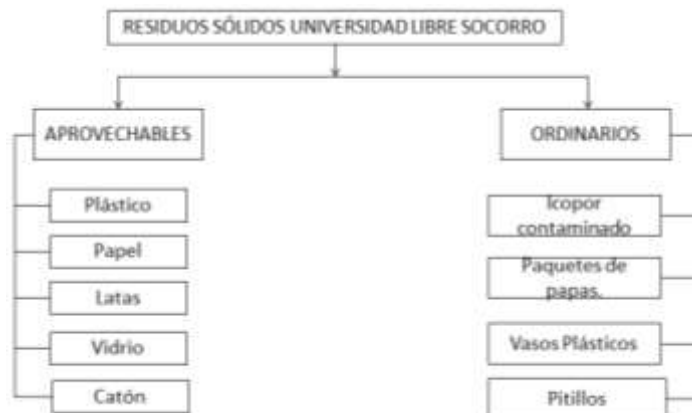 RESIDUOS SÓLIDOS UNIVERSIDAD LIBRE SOCORRO
APROVECHABLES
ORDINARIOS
Plástico
Papel
Latas
Vidrio
Catón
Icopor
contaminado
Paquetes de
papas.
Vasos Plásticos
Pitillos